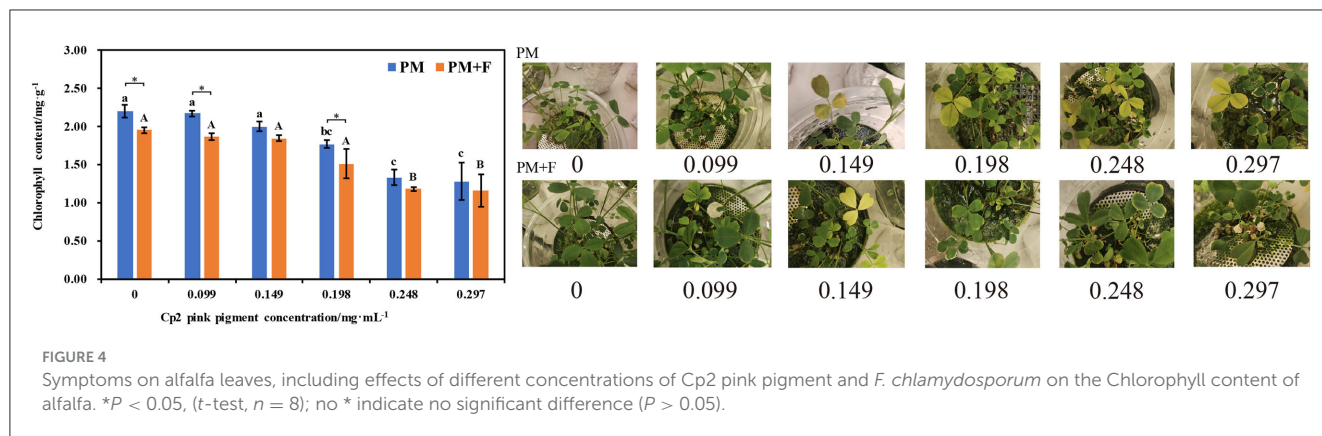 3.00
2.50
2.00
1.50
1.00
0.50
0.00
Chlorophyll content/mg·g-1
PM PM+F
* * *
a A a A a A bc A c B c B
0 0.099 0.149 0.198 0.248 0.297
Cp2 pink pigment concentration/mg·mL-1
PM
0 0.099 0.149 0.198 0.248 0.297
PM+F
0 0.099 0.149 0.198 0.248 0.297
FIGURE 4
Symptoms on alfalfa leaves, including effects of different concentrations of Cp2 pink pigment and F. chlamydosporum on the Chlorophyll content of
alfalfa. *P < 0.05, (t-test, n = 8); no * indicate no significant difference (P > 0.05).